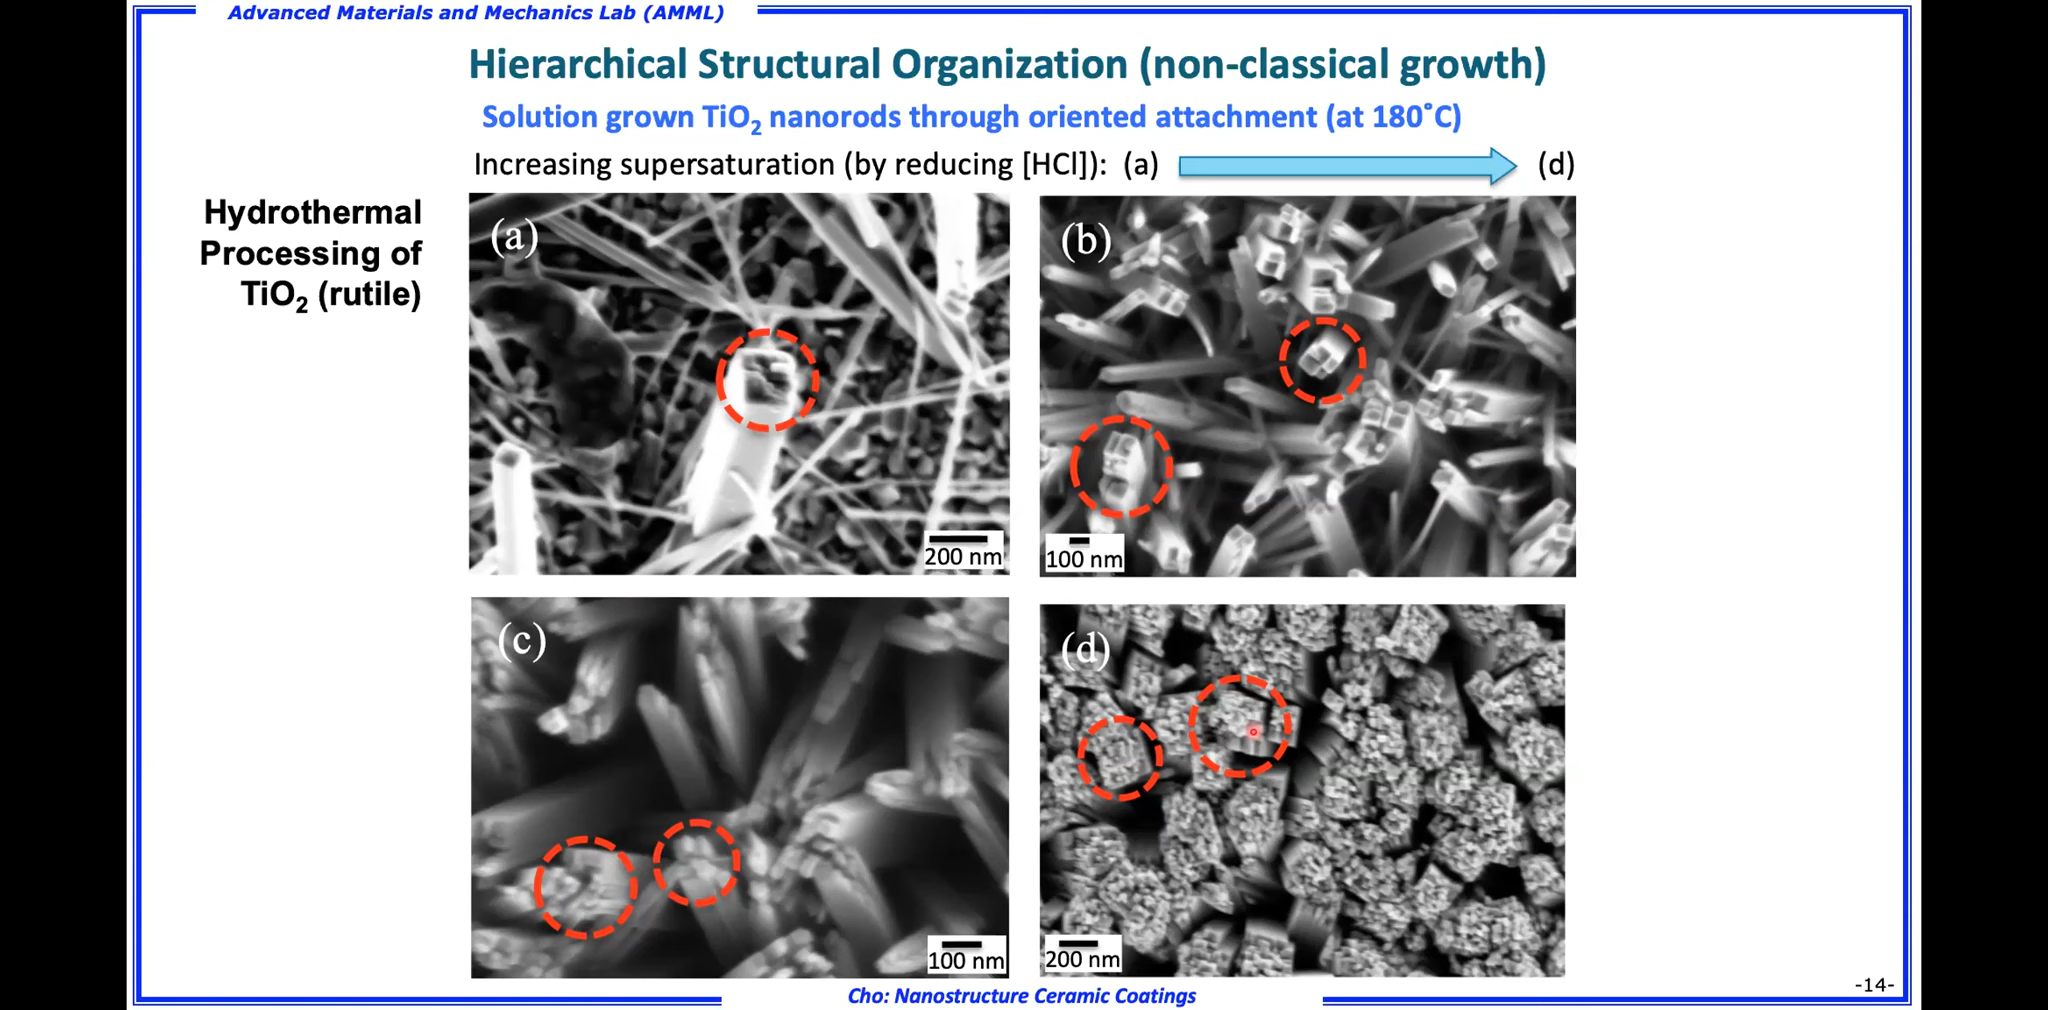 Advanced Materials and Mechanics Lab (AMML)
Hierarchical Structural Organization (non-classical growth)
Solution grown TiO₂ nanorods through oriented attachment (at 180˚C)
Increasing supersaturation (by reducing [HCl]): (a) (d)
Hydrothermal
Processing of
TiO₂ (rutile)
(a)
200 nm
(b)
100 nm
(c)
100 nm
(d)
200 nm
-14-
Cho: Nanostructure Ceramic Coatings